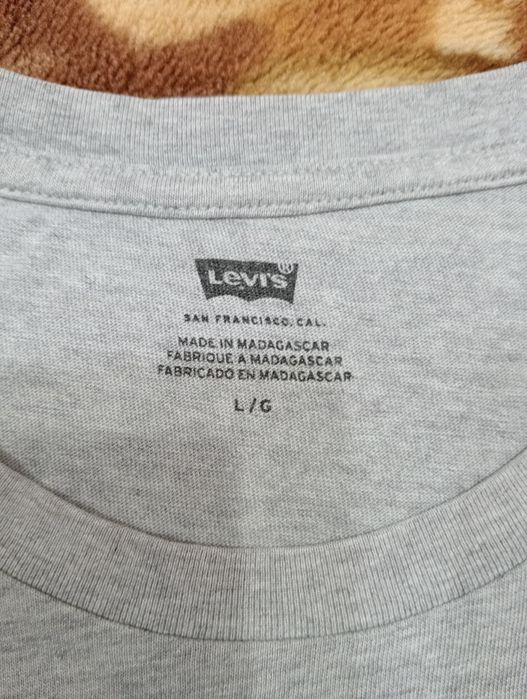 Levi's®
SAN FRANCISCO, CAL.
MADE IN MADAGASCAR
FABRIQUE A MADAGASCAR
FABRICADO EN MADAGASCAR
L/G